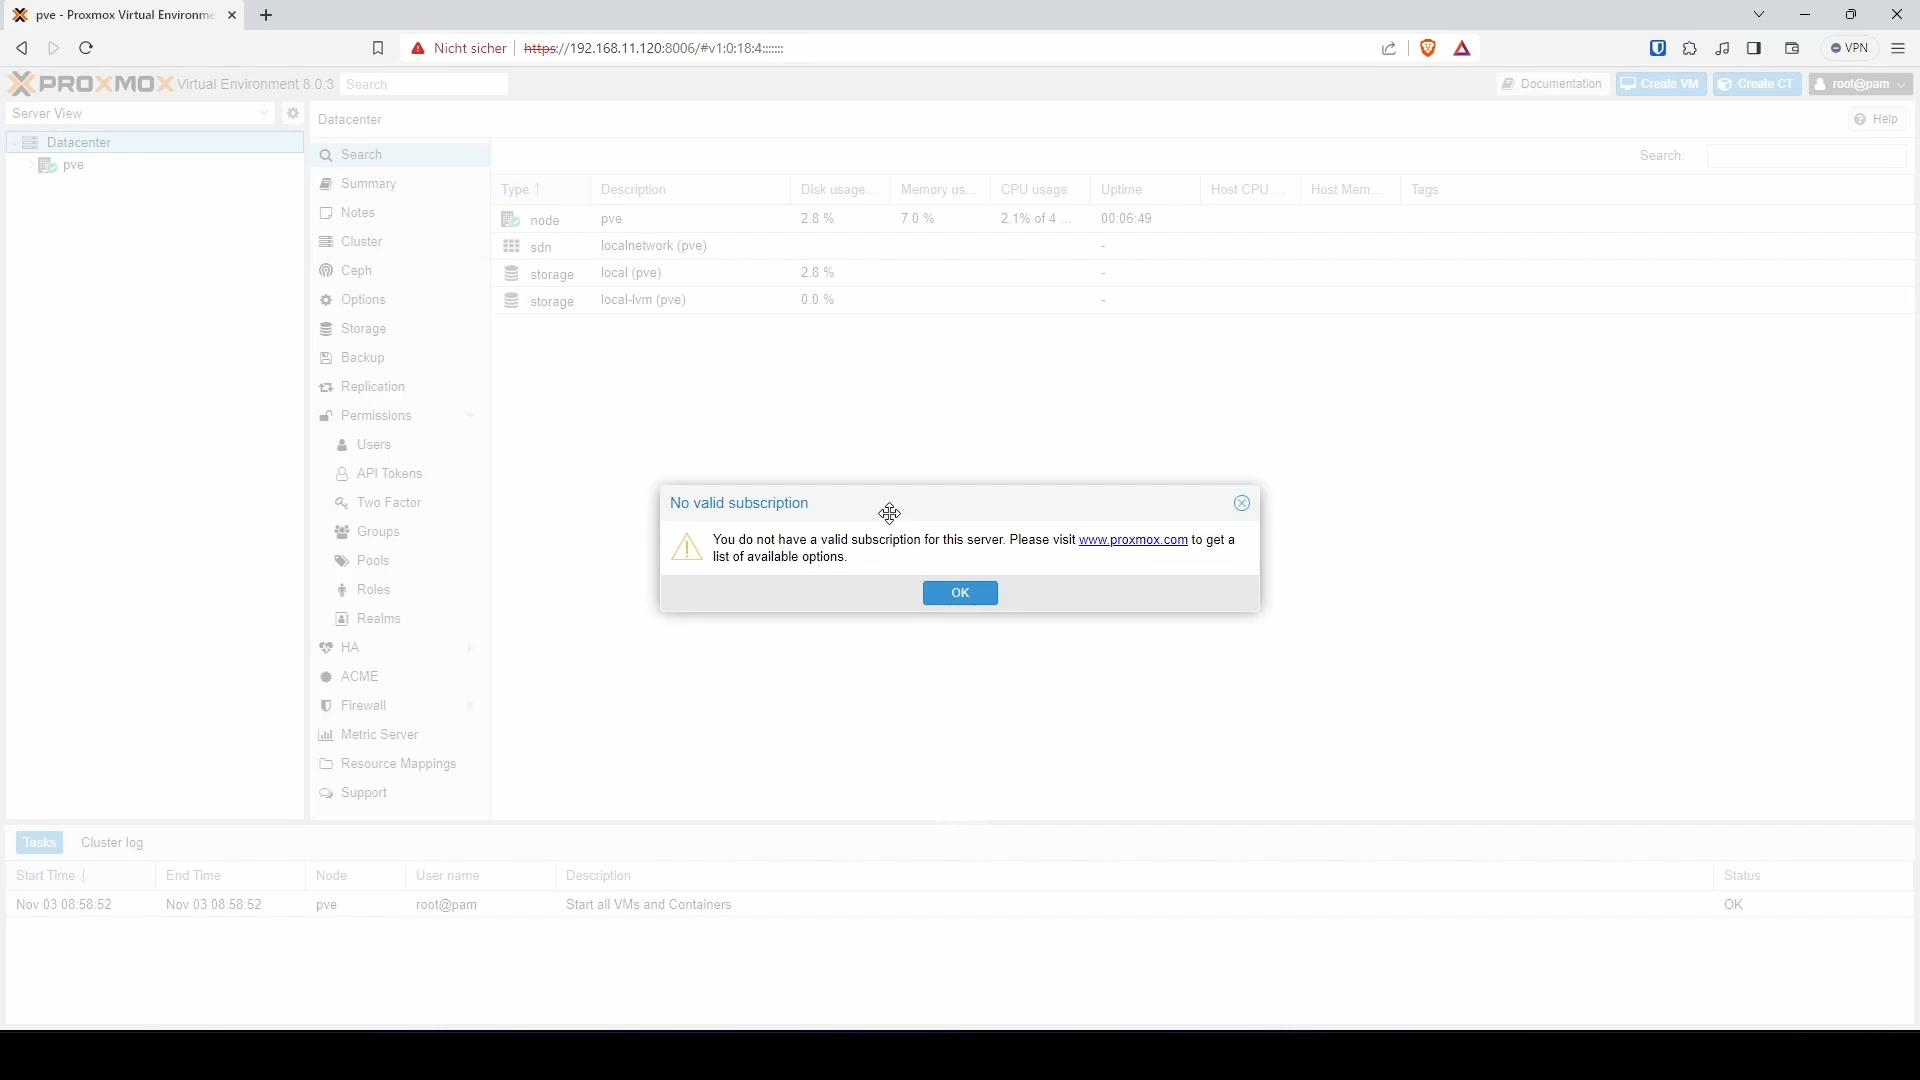 pve - Proxmox Virtual Environme
Nicht sicher https://192.168.11.120:8006/#v1:0:18:4:::::::
VPN
PROXMOX Virtual Environment 8.0.3 Search
Documentation Create VM Create CT root@pam
Server View
Datacenter
pve
Datacenter
Help
Search
Summary
Notes
Cluster
Ceph
Options
Storage
Backup
Replication
Permissions
Users
API Tokens
Two Factor
Groups
Pools
Roles
Realms
HA
ACME
Firewall
Metric Server
Resource Mappings
Support
Search:
Type Description Disk usage... Memory us... CPU usage Uptime Host CPU ... Host Mem... Tags
node pve 2.8 % 7.0 % 2.1% of 4 ... 00:06:49
sdn localnetwork (pve) -
storage local (pve) 2.8 % -
storage local-lvm (pve) 0.0 % -
No valid subscription
You do not have a valid subscription for this server. Please visit www.proxmox.com to get a
list of available options.
OK
Tasks Cluster log
Start Time End Time Node User name Description Status
Nov 03 08:58:52 Nov 03 08:58:52 pve root@pam Start all VMs and Containers OK